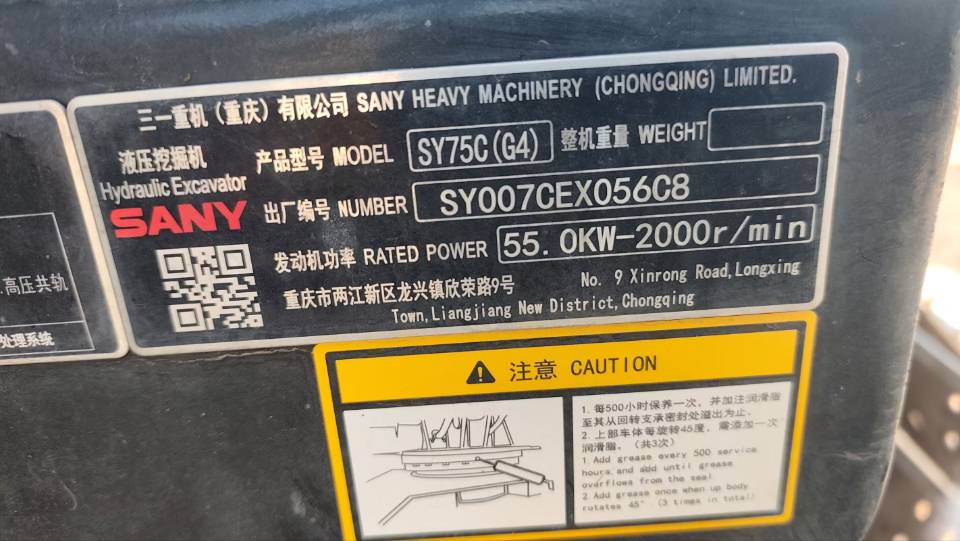 三一重机（重庆）有限公司 SANY HEAVY MACHINERY (CHONGQING) LIMITED.
液压挖掘机
Hydraulic Excavator
SANY
产品型号 MODEL SY75C(G4) 整机重量 WEIGHT
出厂编号 NUMBER SY007CEX056C8
发动机功率 RATED POWER 55.0KW-2000r/min
重庆市两江新区龙兴镇欣荣路9号
No. 9 Xinrong Road,Longxing
Town,Liangjiang New District,Chongqing
高压共轨
处理系统
注意 CAUTION
1. 每500小时保养一次，并加注润滑脂
至其从回转支承密封处溢出为止。
2. 上部车体每旋转45度，需添加一次
润滑脂。（共3次）
1. Add grease every 500 service
hours, and add until grease
overflows from the seal
2. Add grease once when up body
rotates 45° (3 times in total)